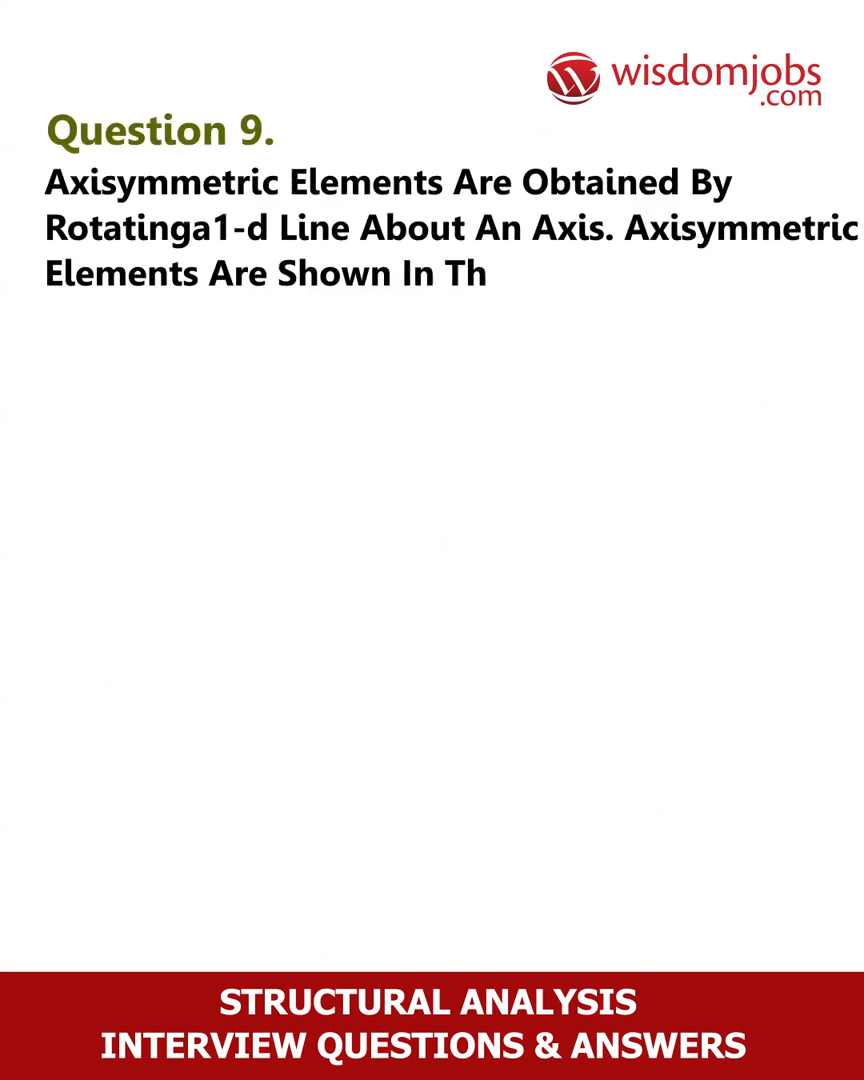 wisdomjobs
.com
Question 9.
Axisymmetric Elements Are Obtained By
Rotatinga1-d Line About An Axis. Axisymmetric
Elements Are Shown In Th
STRUCTURAL ANALYSIS
INTERVIEW QUESTIONS & ANSWERS